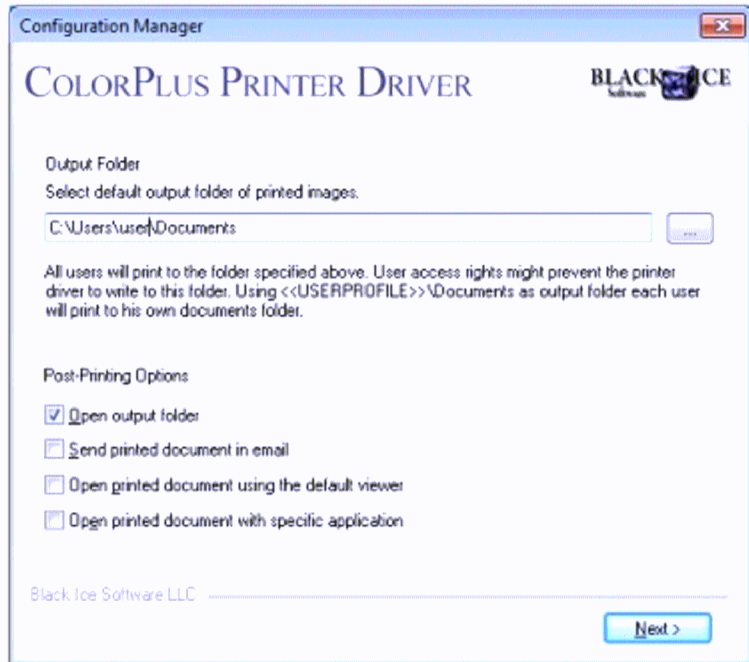 Configuration Manager
COLORPLUS PRINTER DRIVER
BLACK ICE
Software
Output Folder
Select default output folder of printed images.
C:\Users\user\Documents
...
All users will print to the folder specified above. User access rights might prevent the printer
driver to write to this folder. Using <<USERPROFILE>>\Documents as output folder each user
will print to his own documents folder.
Post-Printing Options
Open output folder
Send printed document in email
Open printed document using the default viewer
Open printed document with specific application
Black Ice Software LLC
Next >